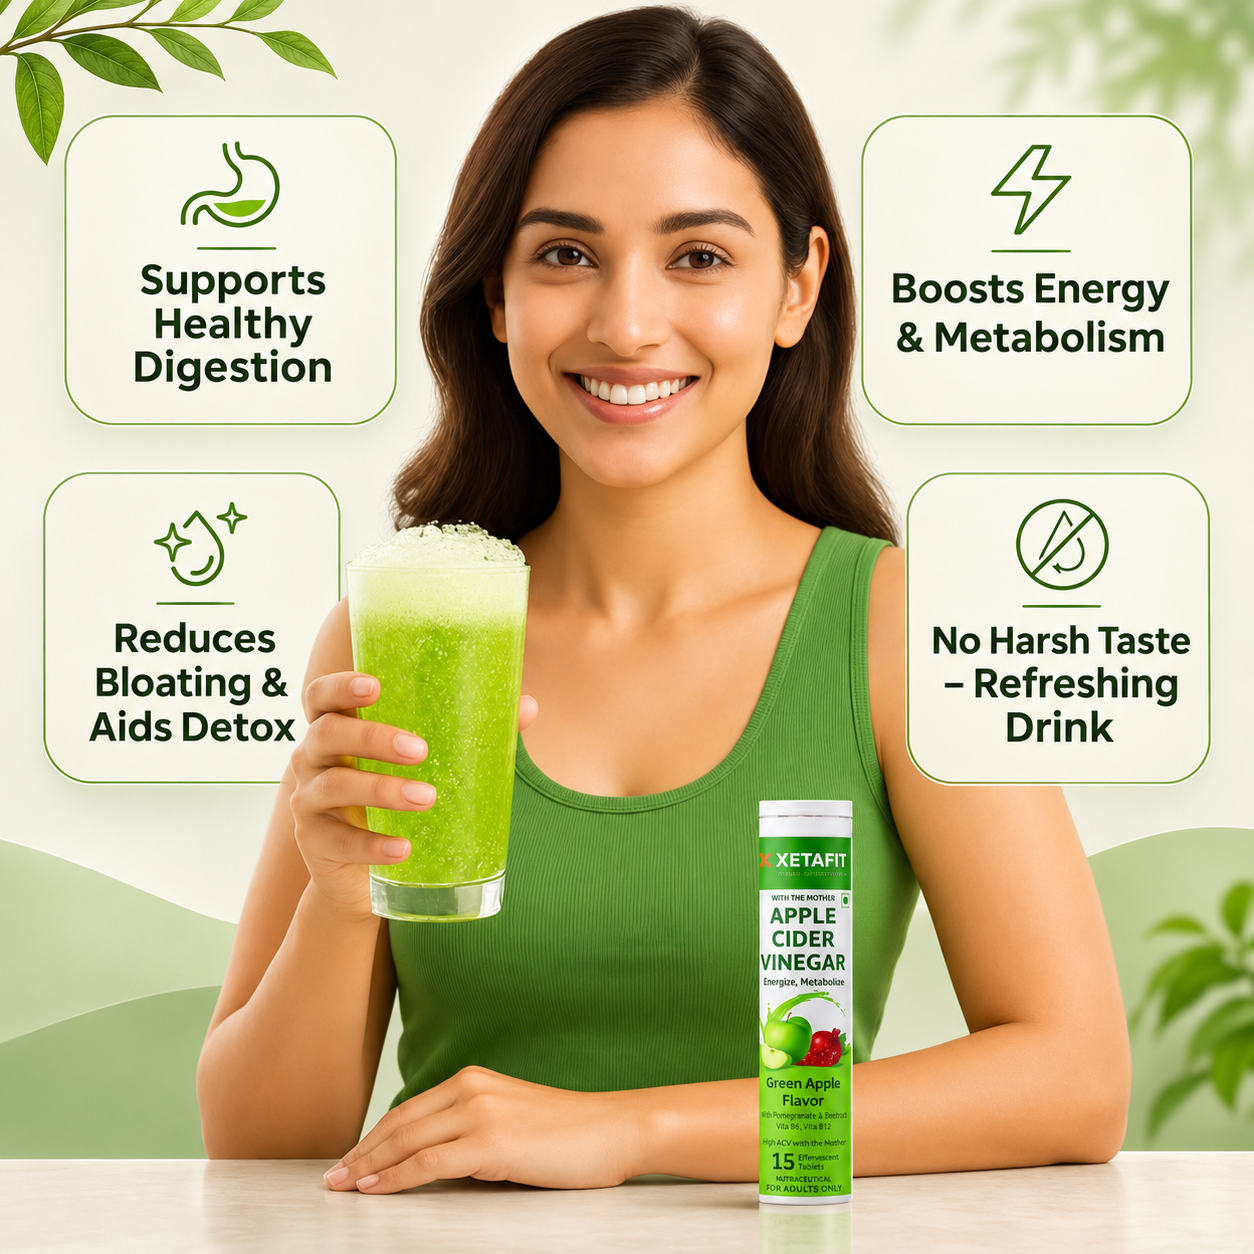 Supports
Healthy
Digestion
Boosts Energy
& Metabolism
Reduces
Bloating &
Aids Detox
No Harsh Taste
– Refreshing
Drink
X XETAFIT
WITH THE MOTHER
APPLE
CIDER
VINEGAR
Energize, Metabolize
Green Apple
Flavor
With Pomegranate & Beetroot
Vita B6, Vita B12
High ACV with the Mother
15 Effervescent
Tablets
NUTRACEUTICAL
FOR ADULTS ONLY